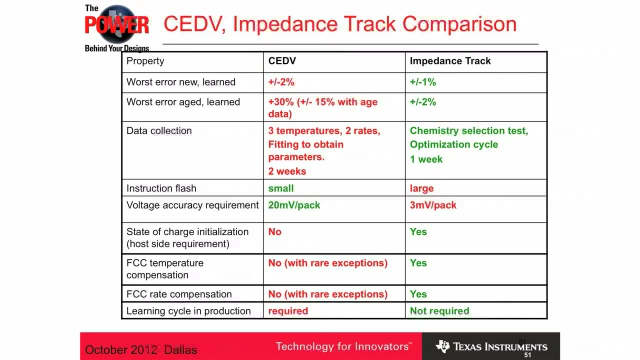 The
POWER
Behind Your Designs
CEDV, Impedance Track Comparison
Property CEDV Impedance Track
Worst error new, learned +/-2% +/-1%
Worst error aged, learned +30% (+/- 15% with age data) +/-2%
Data collection 3 temperatures, 2 rates, Fitting to obtain parameters. 2 weeks Chemistry selection test, Optimization cycle 1 week
Instruction flash small large
Voltage accuracy requirement 20mV/pack 3mV/pack
State of charge initialization (host side requirement) No Yes
FCC temperature compensation No (with rare exceptions) Yes
FCC rate compensation No (with rare exceptions) Yes
Learning cycle in production required Not required
October 2012 Dallas
Technology for Innovators™
TEXAS INSTRUMENTS
51